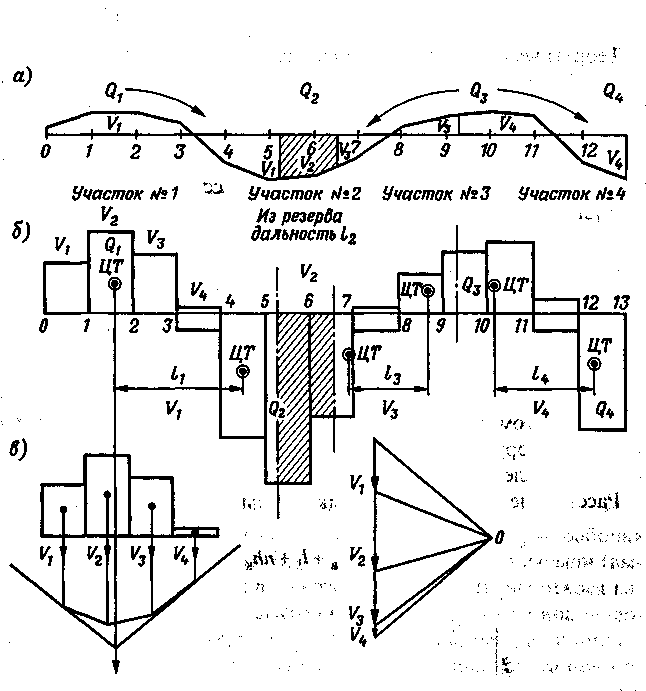 а) Q₁ Q₂ Q₃ Q₄
V₁ V₁ V₂ V₃ V₃ V₄ V₄
0 1 2 3 4 5 6 7 8 9 10 11 12
Участок №1 Участок №2 Участок №3 Участок №4
Из резерва
дальность l₂
б) V₁ V₂ V₃ V₄ V₂
Q₁ ЦТ ЦТ ЦТ Q₃ ЦТ
0 1 2 3 4 5 6 7 8 9 10 11 12 13
ЦТ ЦТ ЦТ
l₁ l₃ l₄
V₁ Q₂ V₃ V₄ Q₄
в)
V₁ V₂ V₃ V₄
V₁
V₂
V₃
V₄
0